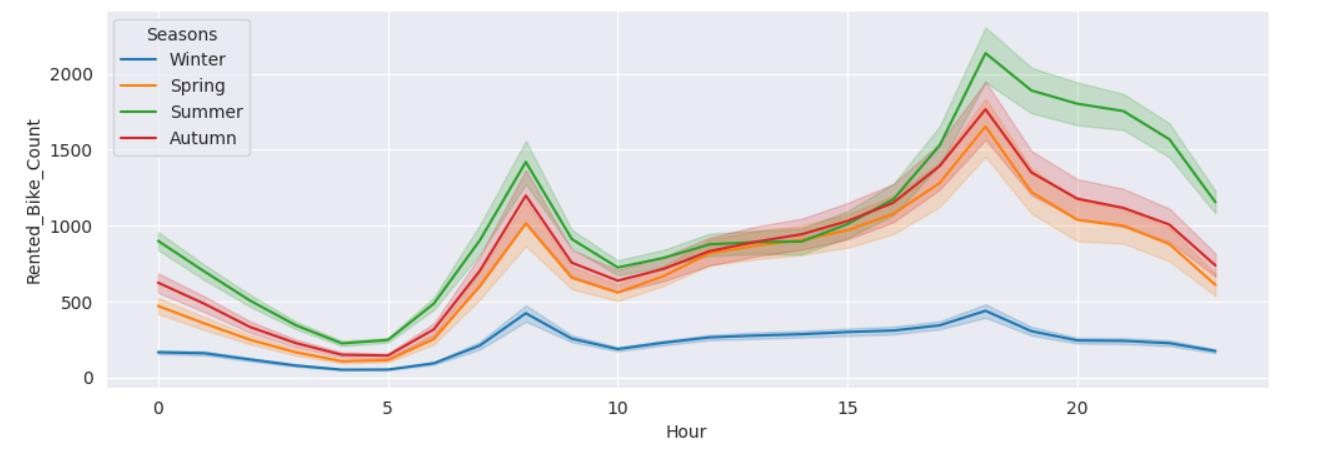 Seasons
Winter
Spring
Summer
Autumn
2000
1500
1000
500
0
Rented_Bike_Count
0 5 10 15 20
Hour